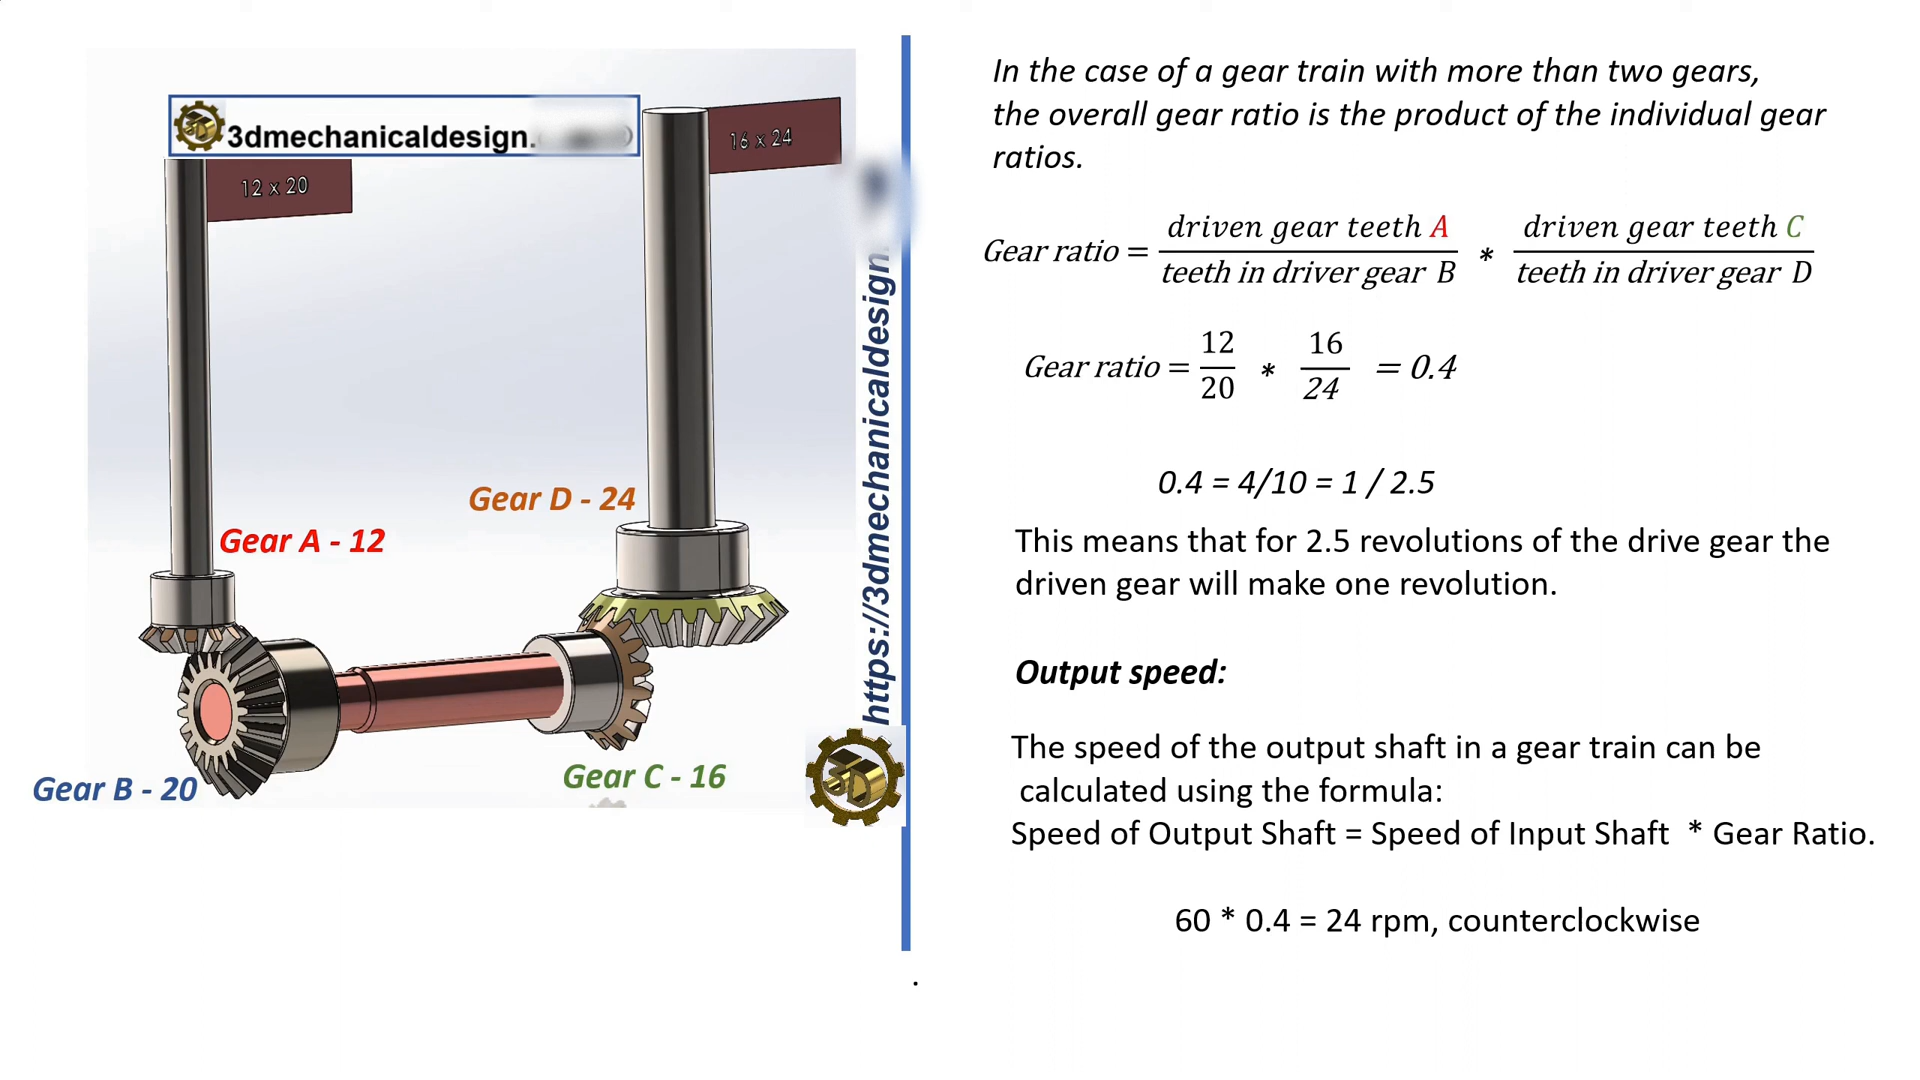 3dmechanicaldesign.
12 x 20
16 x 24
Gear D - 24
Gear A - 12
Gear B - 20
Gear C - 16
https://3dmechanicaldesign.
3D
In the case of a gear train with more than two gears,
the overall gear ratio is the product of the individual gear
ratios.
Gear ratio = driven gear teeth A / teeth in driver gear B * driven gear teeth C / teeth in driver gear D
Gear ratio = 12/20 * 16/24 = 0.4
0.4 = 4/10 = 1 / 2.5
This means that for 2.5 revolutions of the drive gear the
driven gear will make one revolution.
Output speed:
The speed of the output shaft in a gear train can be
calculated using the formula:
Speed of Output Shaft = Speed of Input Shaft * Gear Ratio.
60 * 0.4 = 24 rpm, counterclockwise
.